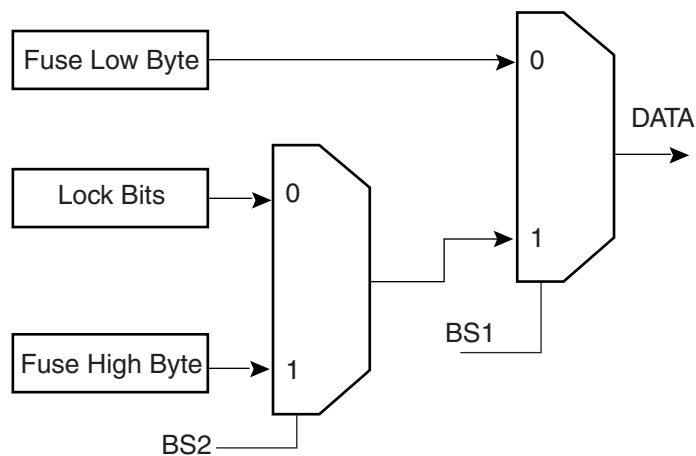 Fuse Low Byte
0
DATA
Lock Bits
0
1
BS1
Fuse High Byte
1
BS2